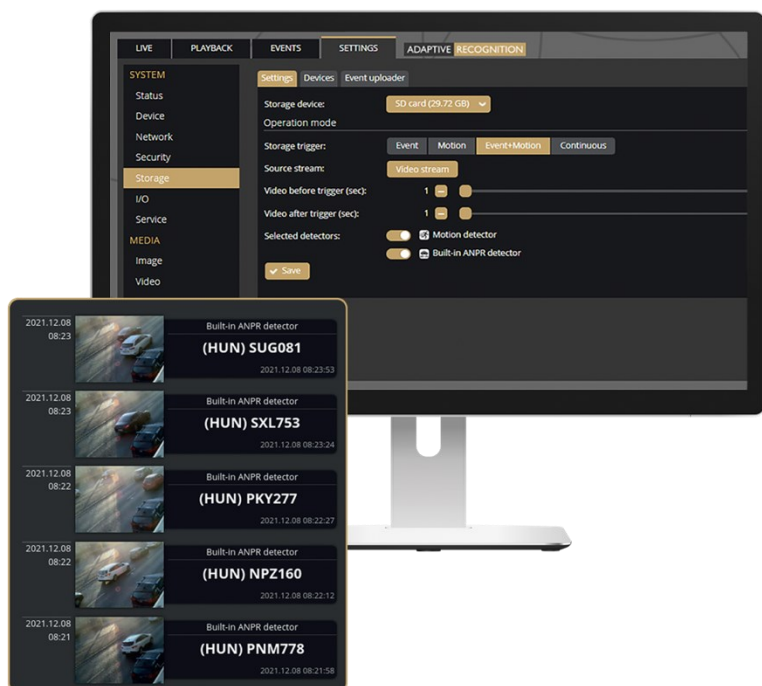 LIVE PLAYBACK EVENTS SETTINGS ADAPTIVE RECOGNITION
SYSTEM
Status
Device
Network
Security
Storage
I/O
Service
MEDIA
Image
Video
Settings Devices Event uploader
Storage device: SD card (29.72 GB)
Operation mode
Storage trigger: Event Motion Event+Motion Continuous
Source stream: Video stream
Video before trigger (sec): 1
Video after trigger (sec): 1
Selected detectors: Motion detector
Built-in ANPR detector
Save
2021.12.08
08:23
Built-in ANPR detector
(HUN) SUG081
2021.12.08 08:23:53
2021.12.08
08:23
Built-in ANPR detector
(HUN) SXL753
2021.12.08 08:23:24
2021.12.08
08:22
Built-in ANPR detector
(HUN) PKY277
2021.12.08 08:22:27
2021.12.08
08:22
Built-in ANPR detector
(HUN) NPZ160
2021.12.08 08:22:12
2021.12.08
08:21
Built-in ANPR detector
(HUN) PNM778
2021.12.08 08:21:58